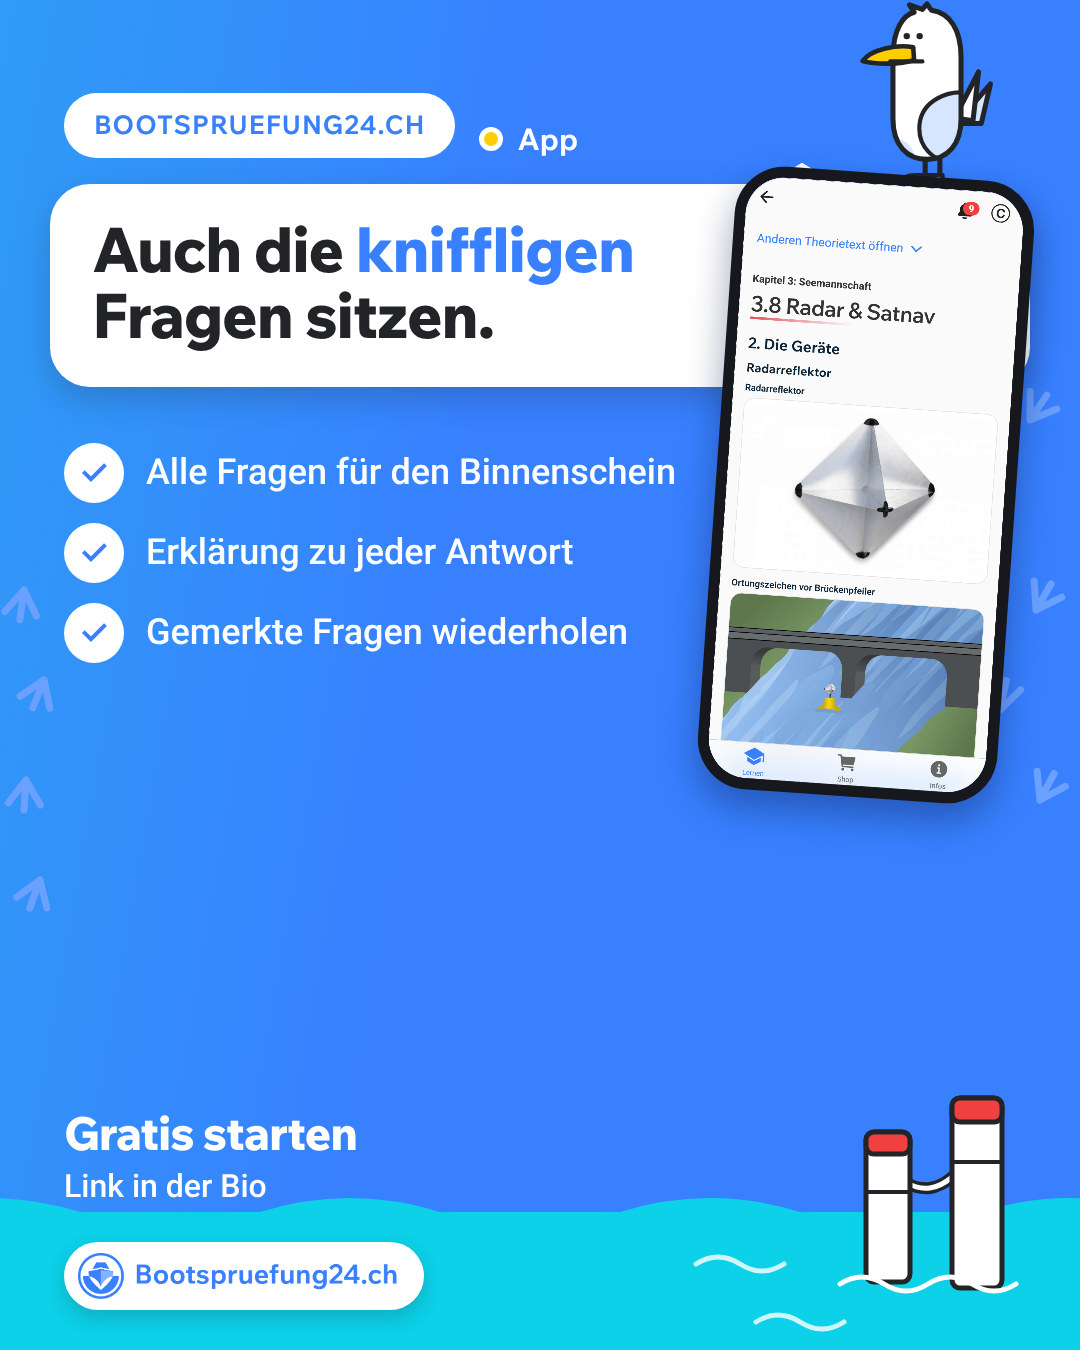 BOOTSPRUEFUNG24.CH
App
Auch die kniffligen
Fragen sitzen.
Alle Fragen für den Binnenschein
Erklärung zu jeder Antwort
Gemerkte Fragen wiederholen
9
C
Anderen Theorietext öffnen
Kapitel 3: Seemannschaft
3.8 Radar & Satnav
2. Die Geräte
Radarreflektor
Radarreflektor
Ortungszeichen vor Brückenpfeiler
Lernen
Shop
Infos
Gratis starten
Link in der Bio
Bootspruefung24.ch